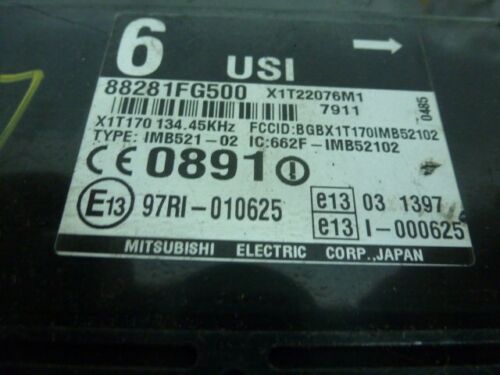 6 USI
88281FG500 X1T22076M1
7911
0485
X1T170 134.45KHz FCCID:BGBX1T170IMB52102
TYPE: IMB521-02 IC:662F-IMB52102
CE 0891
E13 97RI-010625
e13 03 1397
e13 I-000625
MITSUBISHI ELECTRIC CORP.,JAPAN